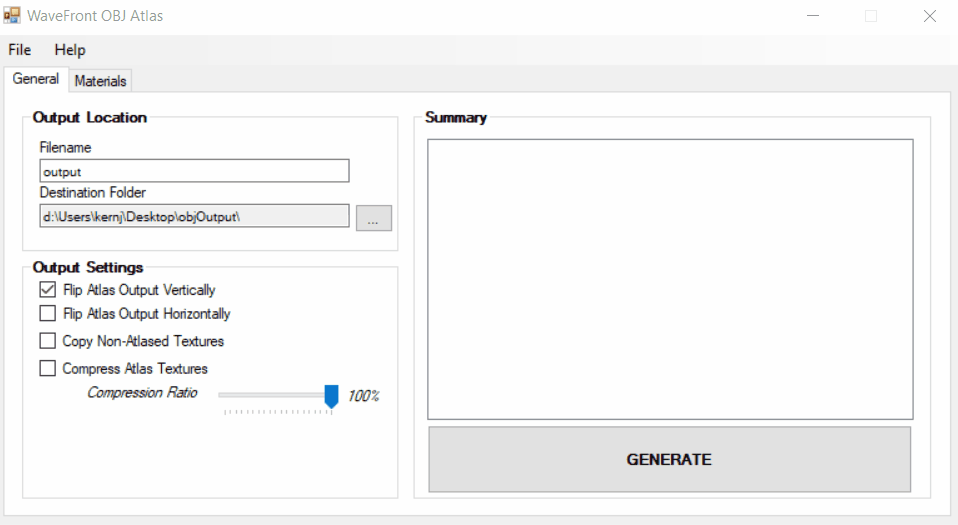 WaveFront OBJ Atlas
File Help
General Materials
Output Location
Filename
output
Destination Folder
d:\Users\kernj\Desktop\objOutput\
...
Output Settings
Flip Atlas Output Vertically
Flip Atlas Output Horizontally
Copy Non-Atlased Textures
Compress Atlas Textures
Compression Ratio 100%
Summary
GENERATE